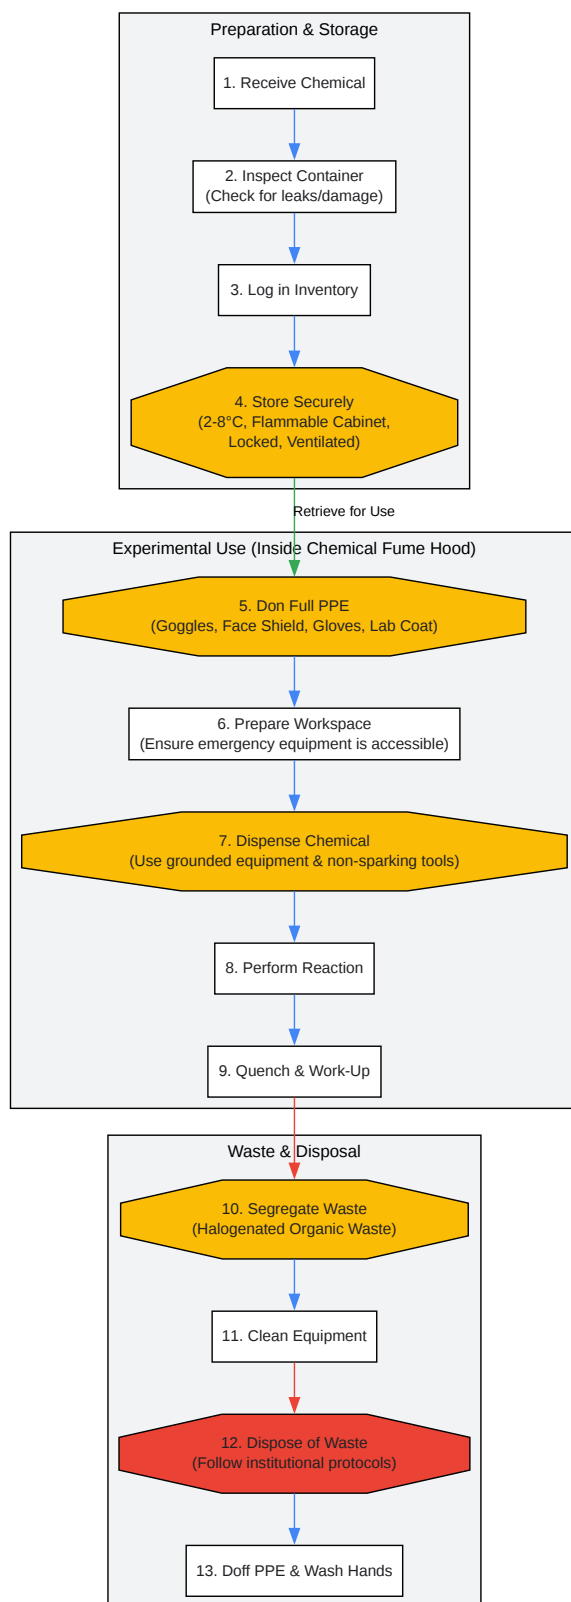 Preparation & Storage
1. Receive Chemical
2. Inspect Container
(Check for leaks/damage)
3. Log in Inventory
4. Store Securely
(2-8°C, Flammable Cabinet,
Locked, Ventilated)
Retrieve for Use
Experimental Use (Inside Chemical Fume Hood)
5. Don Full PPE
(Goggles, Face Shield, Gloves, Lab Coat)
6. Prepare Workspace
(Ensure emergency equipment is accessible)
7. Dispense Chemical
(Use grounded equipment & non-sparking tools)
8. Perform Reaction
9. Quench & Work-Up
Waste & Disposal
10. Segregate Waste
(Halogenated Organic Waste)
11. Clean Equipment
12. Dispose of Waste
(Follow institutional protocols)
13. Doff PPE & Wash Hands